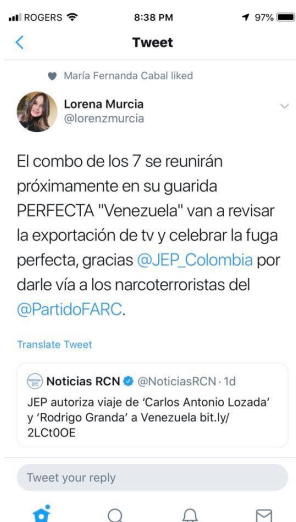 ROGERS 8:38 PM 97%
Tweet
María Fernanda Cabal liked
Lorena Murcia
@lorenzmurcia
El combo de los 7 se reunirán
próximamente en su guarida
PERFECTA "Venezuela" van a revisar
la exportación de tv y celebrar la fuga
perfecta, gracias @JEP_Colombia por
darle vía a los narcoterroristas del
@PartidoFARC.
Translate Tweet
Noticias RCN @NoticiasRCN · 1d
JEP autoriza viaje de ‘Carlos Antonio Lozada’
y ‘Rodrigo Granda’ a Venezuela bit.ly/
2LCt0OE
Tweet your reply